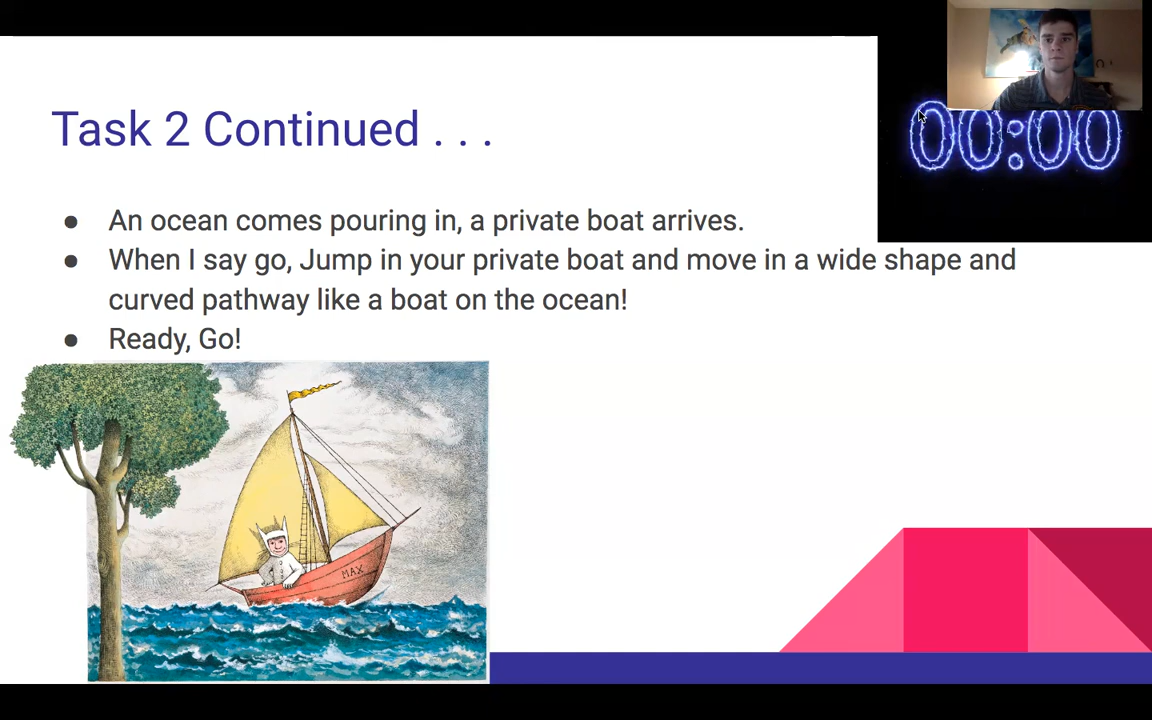 Task 2 Continued . . .
00:00
● An ocean comes pouring in, a private boat arrives.
● When I say go, Jump in your private boat and move in a wide shape and
curved pathway like a boat on the ocean!
● Ready, Go!
MAX